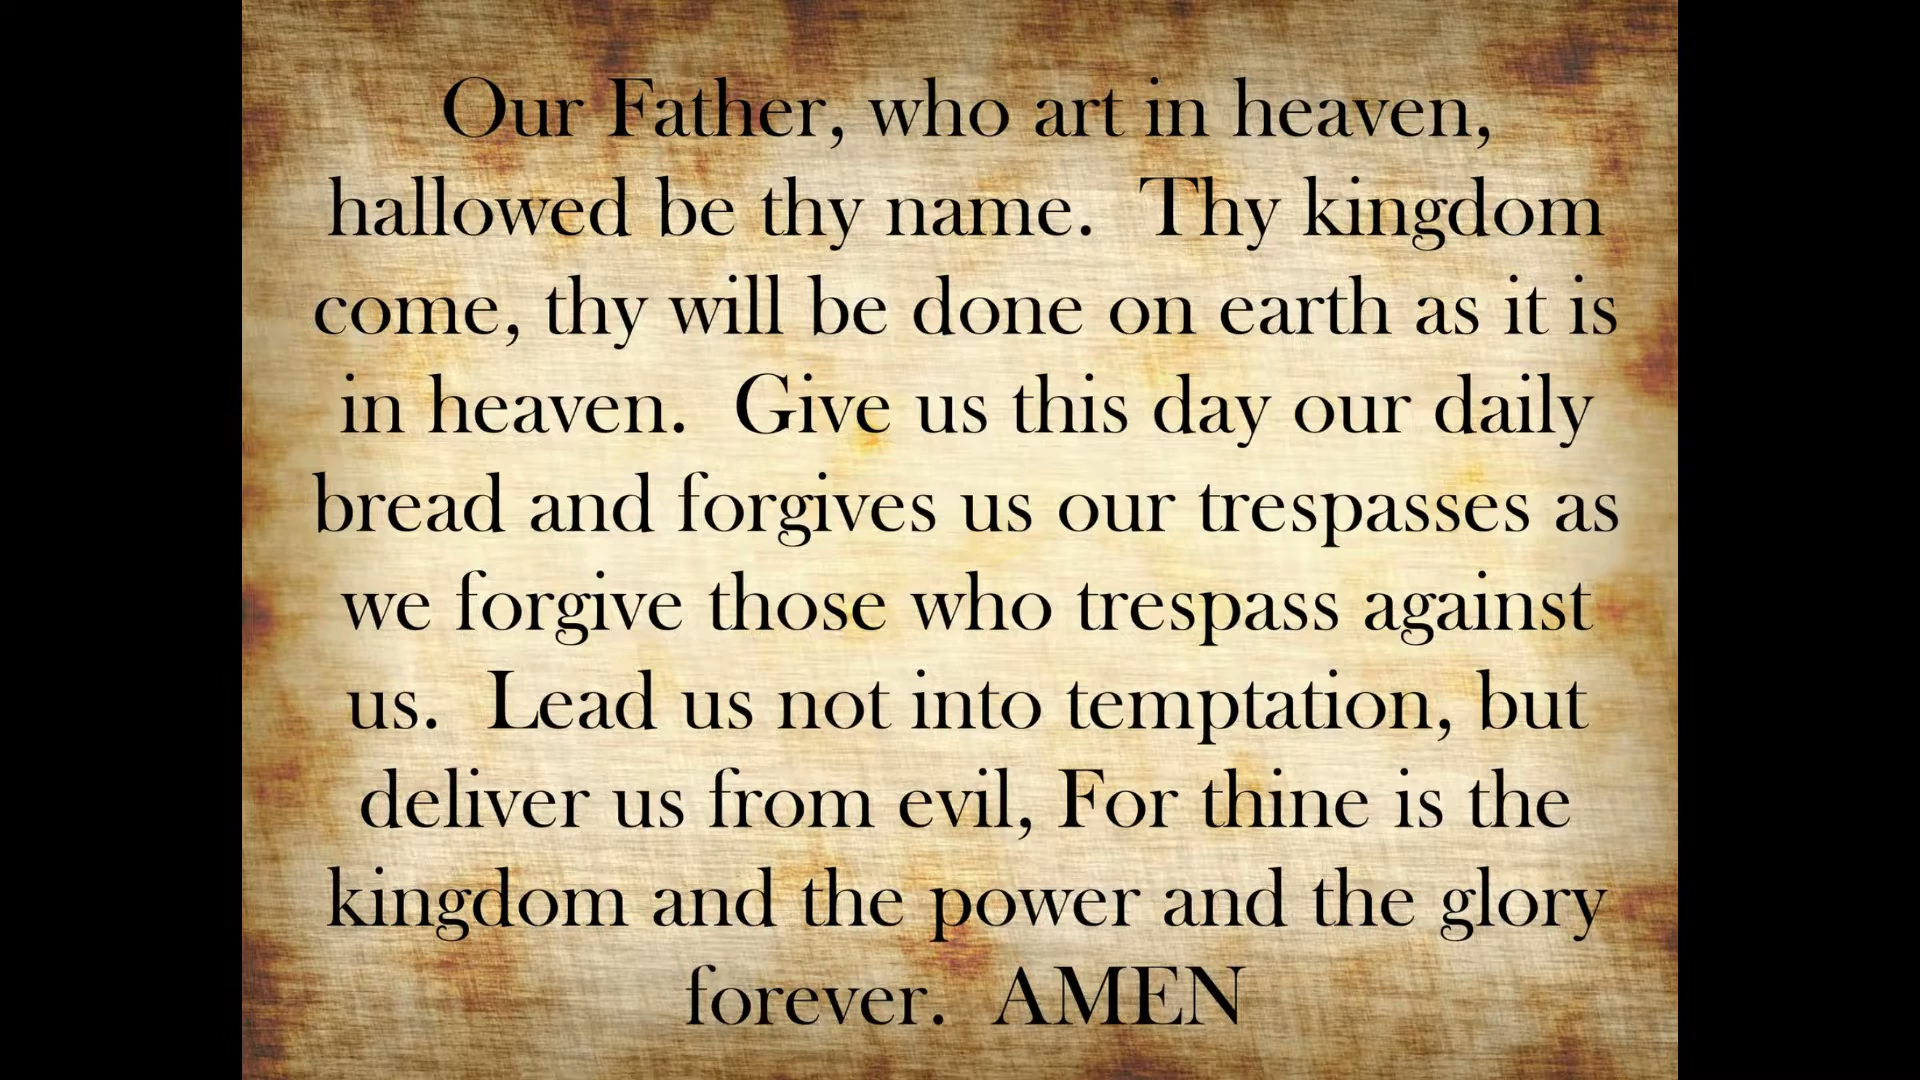 Our Father, who art in heaven,
hallowed be thy name.  Thy kingdom
come, thy will be done on earth as it is
in heaven.  Give us this day our daily
bread and forgives us our trespasses as
we forgive those who trespass against
us.  Lead us not into temptation, but
deliver us from evil, For thine is the
kingdom and the power and the glory
forever.  AMEN